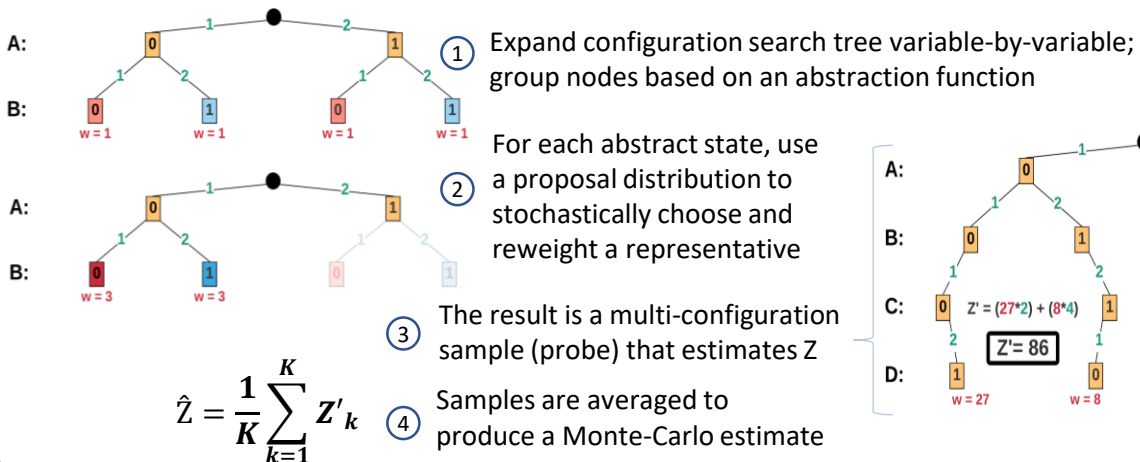 1 2
A: 0 1
1 2 1 2
B: 0 1 0 1
w = 1 w = 1 w = 1 w = 1
1 Expand configuration search tree variable-by-variable;
group nodes based on an abstraction function
1 2
A: 0 1
1 2 1 2
B: 0 1 0 1
w = 3 w = 3
2 For each abstract state, use
a proposal distribution to
stochastically choose and
reweight a representative
3 The result is a multi-configuration
sample (probe) that estimates Z
Ẑ = 1/K ∑ K k=1 Z'k
4 Samples are averaged to
produce a Monte-Carlo estimate
1
A: 0
1 2
B: 0 1
1 2
C: 0 Z' = (27*2) + (8*4) 1
2 Z'= 86 1
D: 1 0
w = 27 w = 8